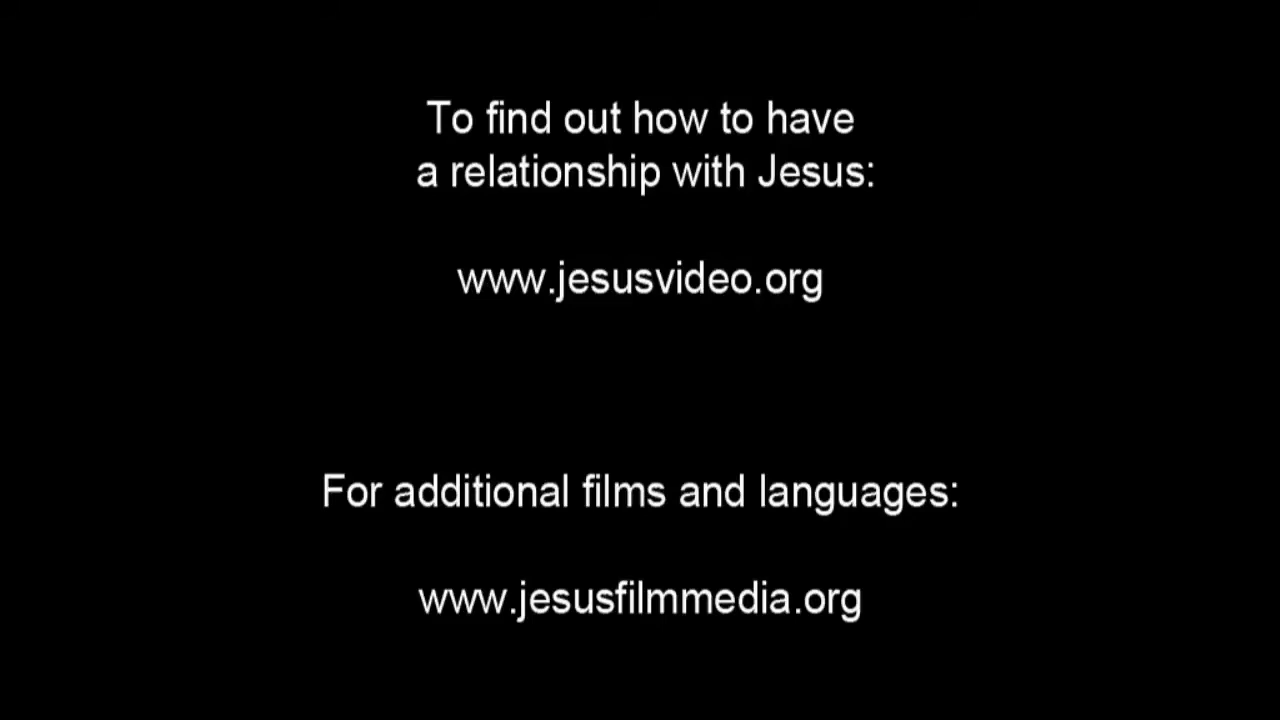 To find out how to have
a relationship with Jesus:
www.jesusvideo.org
For additional films and languages:
www.jesusfilmmedia.org